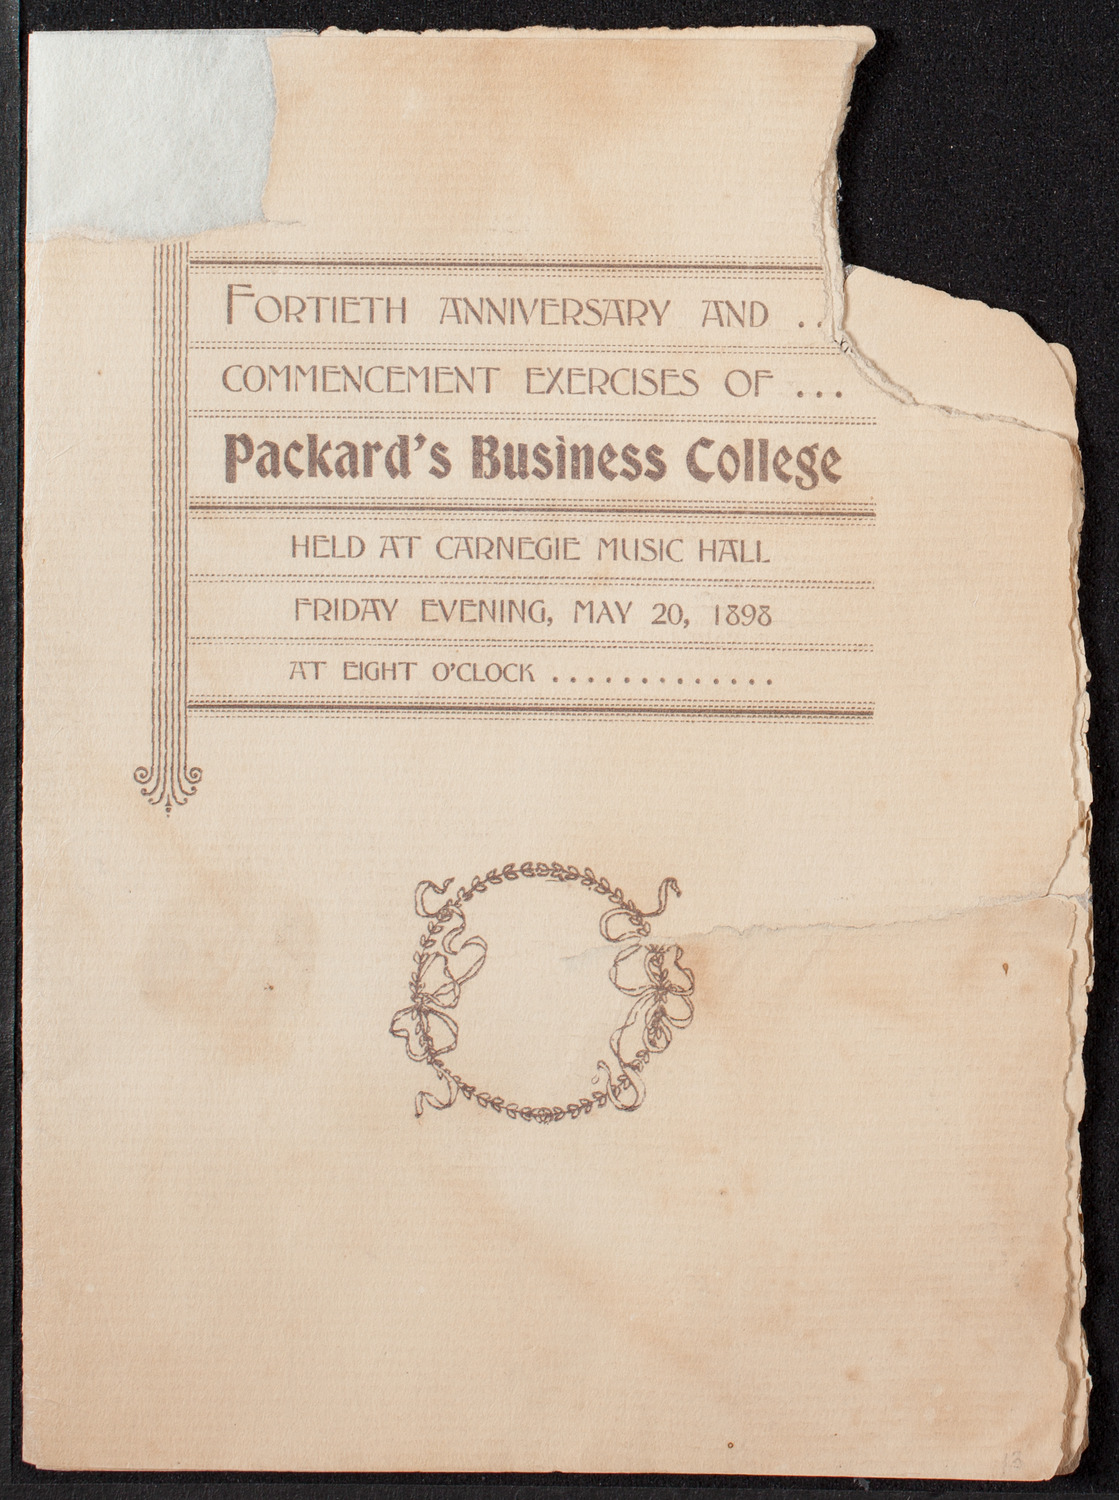 FORTIETH ANNIVERSARY AND ..
COMMENCEMENT EXERCISES OF ...
Packard's Business College
HELD AT CARNEGIE MUSIC HALL
FRIDAY EVENING, MAY 20, 1898
AT EIGHT O'CLOCK .............
13